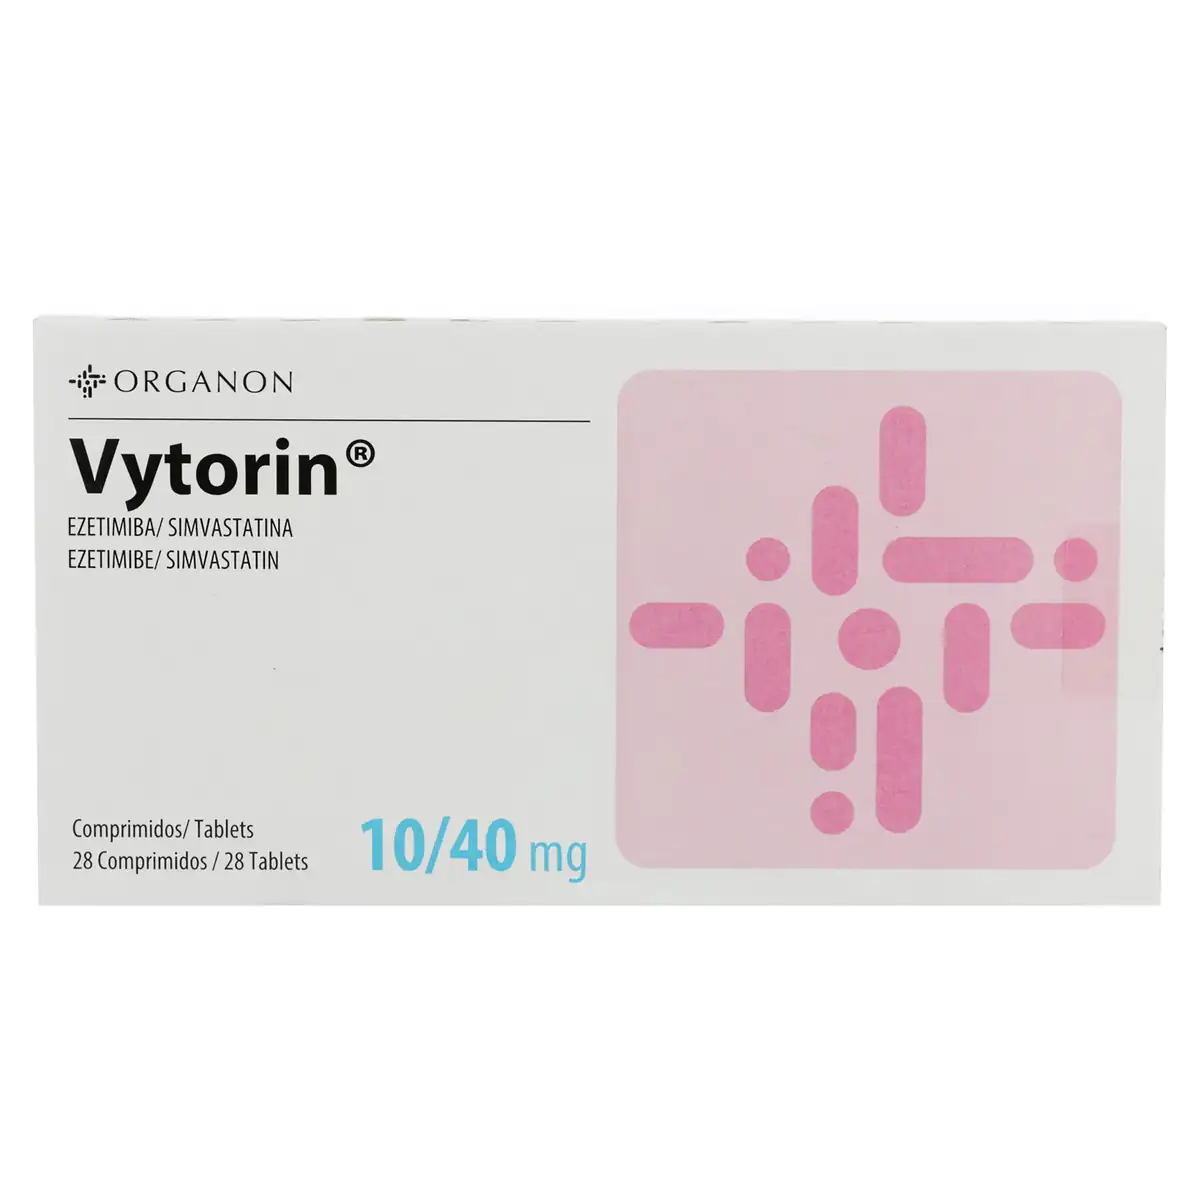 ORGANON
Vytorin®
EZETIMIBA/ SIMVASTATINA
EZETIMIBE/ SIMVASTATIN
Comprimidos/ Tablets
28 Comprimidos / 28 Tablets
10/40 mg